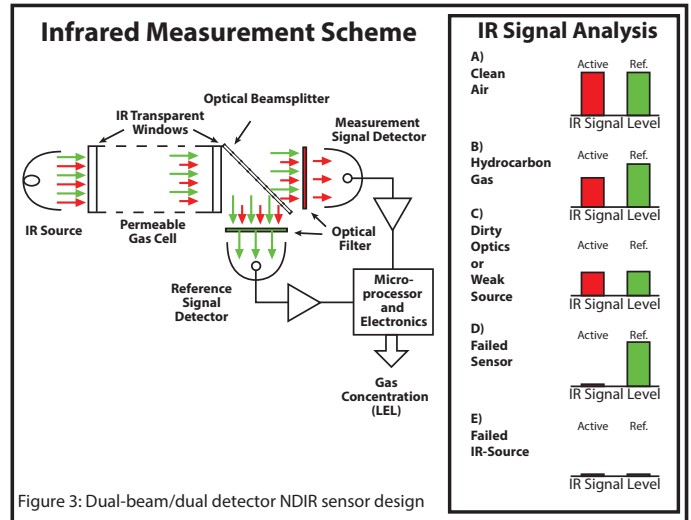 Infrared Measurement Scheme
Optical Beamsplitter
IR Transparent
Windows
Measurement
Signal Detector
IR Source
Permeable
Gas Cell
Optical
Filter
Reference
Signal
Detector
Micro-
processor
and
Electronics
Gas
Concentration
(LEL)
Figure 3: Dual-beam/dual detector NDIR sensor design
IR Signal Analysis
A)
Clean
Air
Active Ref.
IR Signal Level
B)
Hydrocarbon
Gas
Active Ref.
IR Signal Level
C)
Dirty
Optics
or
Weak
Source
Active Ref.
IR Signal Level
D)
Failed
Sensor
Active Ref.
IR Signal Level
E)
Failed
IR-Source
Active Ref.
IR Signal Level